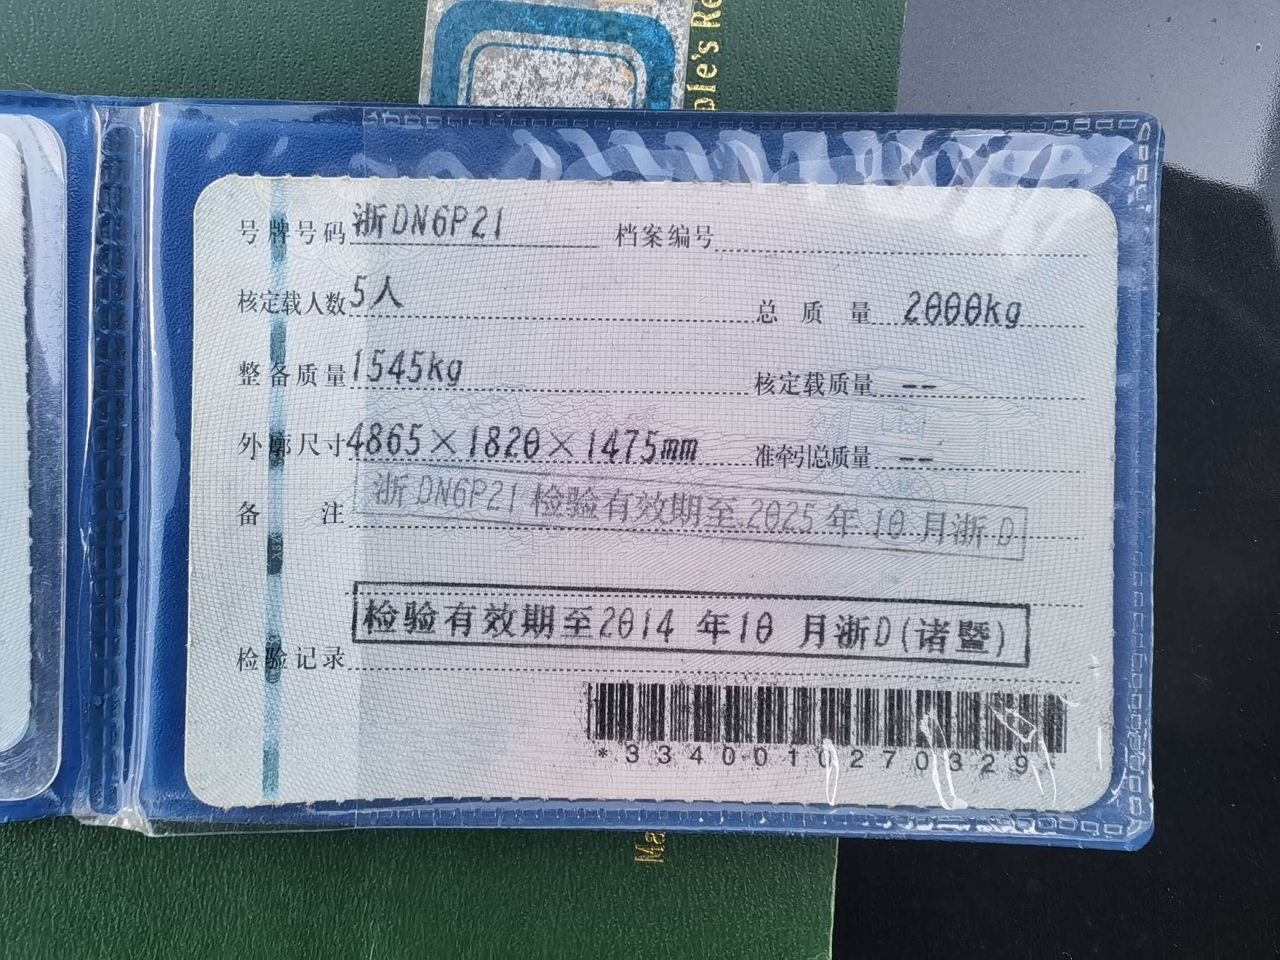 ple's Re
号牌号码 浙DN6P21 档案编号
核定载人数 5人 总质量 2000kg
整备质量 1545kg 核定载质量 --
外廓尺寸 4865×1820×1475mm 准牵引总质量 --
备注 浙DN6P21检验有效期至2025年10月浙D
检验有效期至2014年10月浙D(诸暨)
检验记录
*3340010270329*
Ma